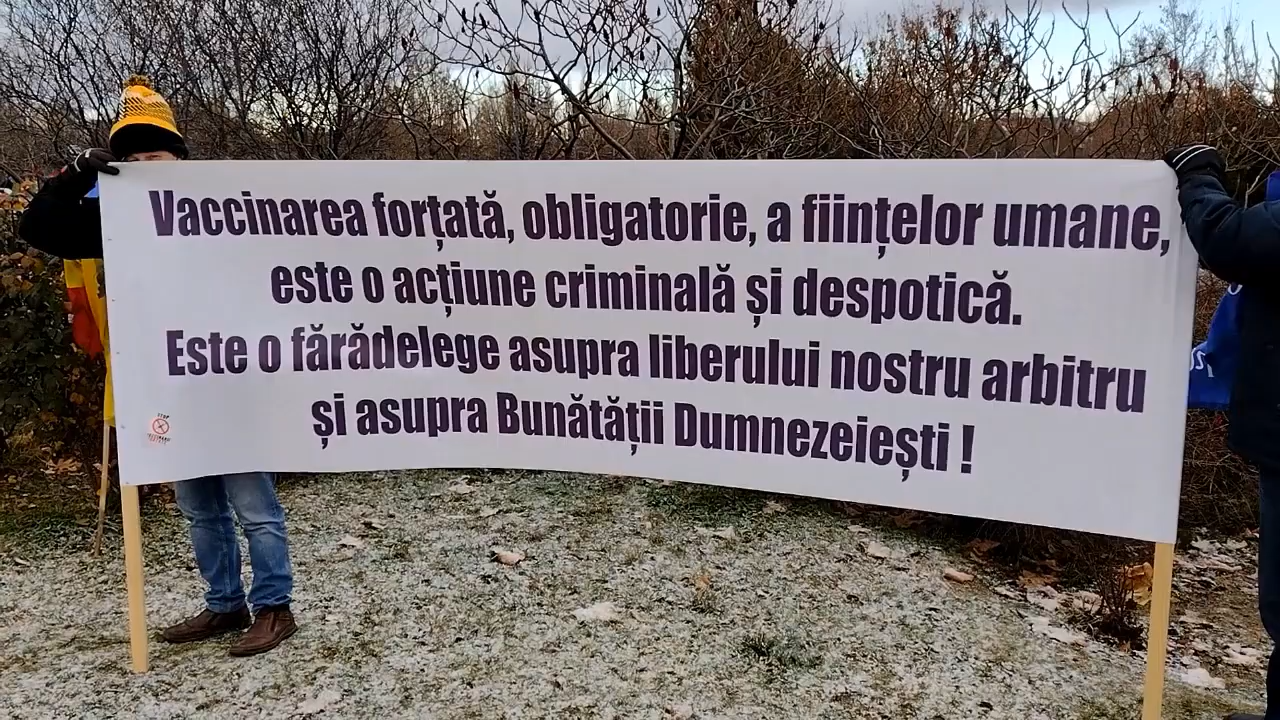 Vaccinarea forțată, obligatorie, a ființelor umane,
este o acțiune criminală și despotică.
Este o fărădelege asupra liberului nostru arbitru
și asupra Bunătății Dumnezeiești !
STOP